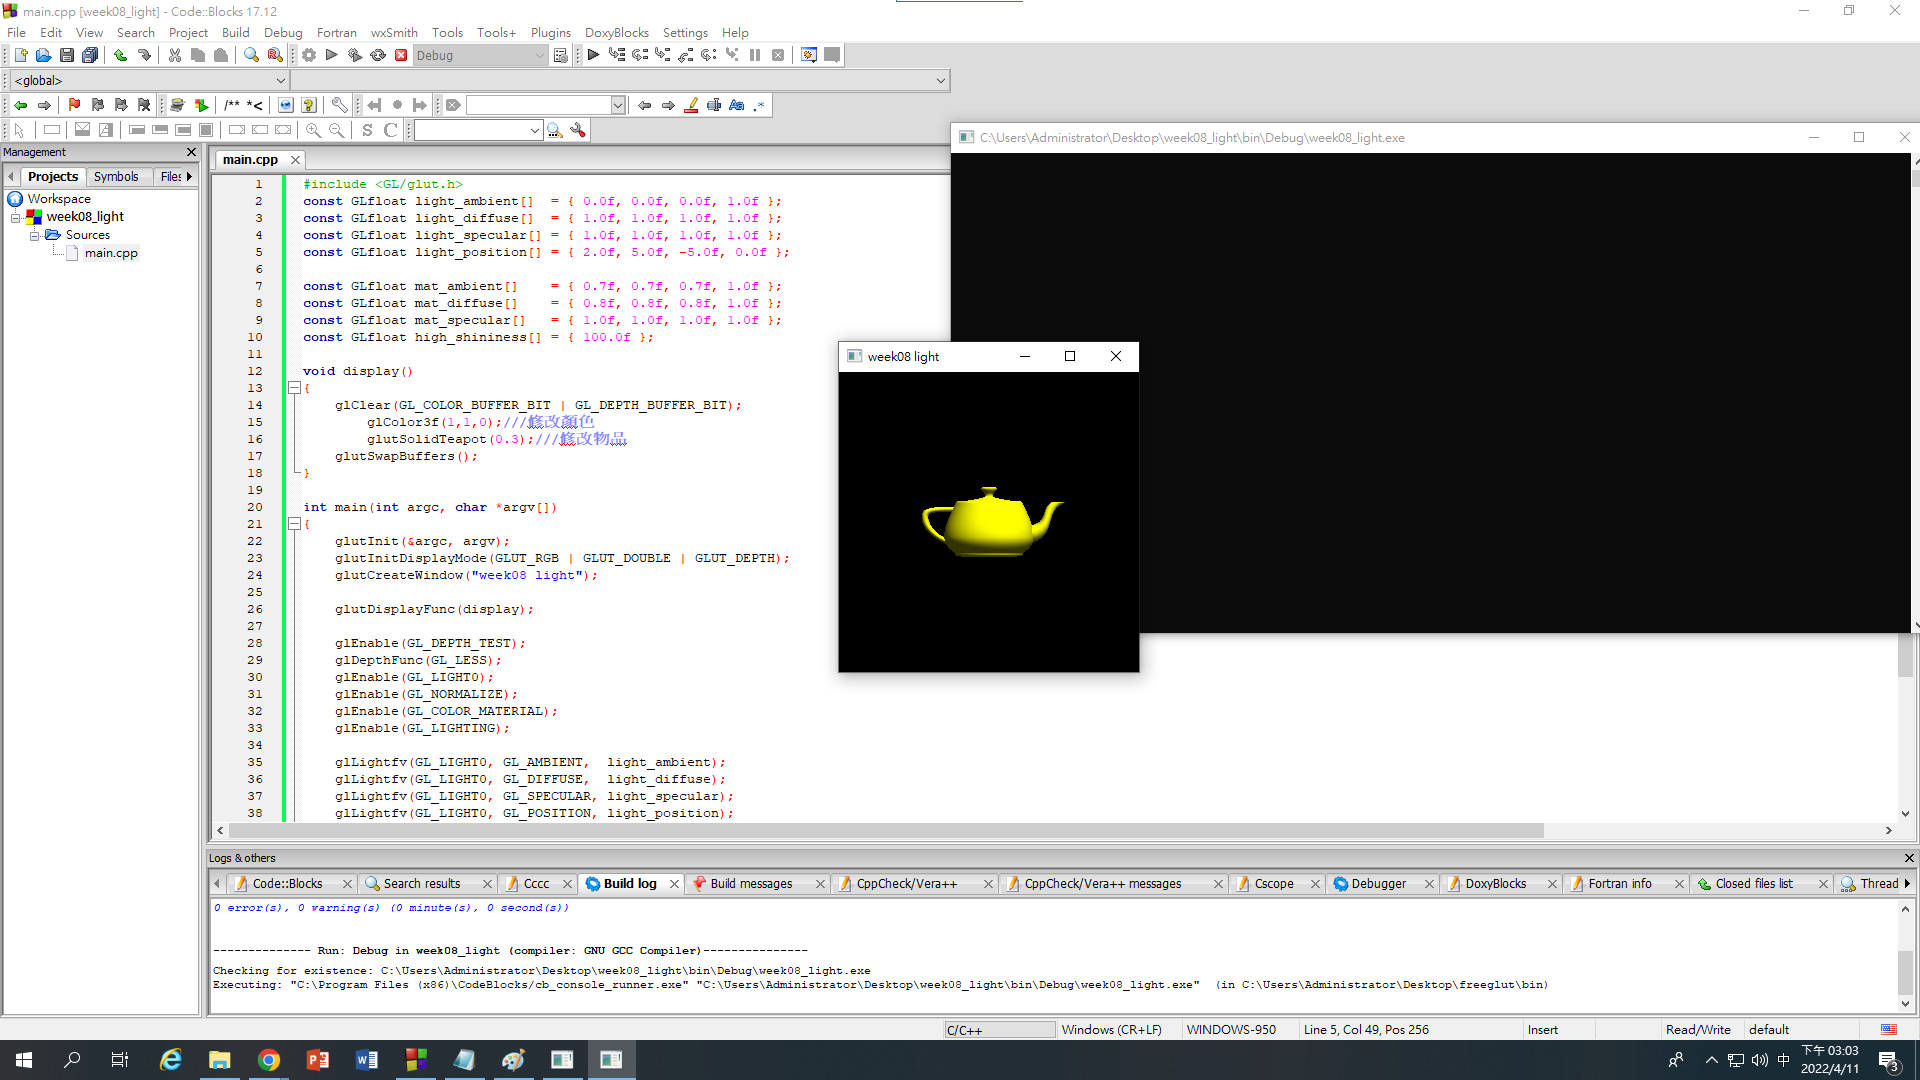 main.cpp [week08_light] - Code::Blocks 17.12
File Edit View Search Project Build Debug Fortran wxSmith Tools Tools+ Plugins DoxyBlocks Settings Help
Debug
<global>
/** *<
Management
Projects Symbols Files
Workspace
week08_light
Sources
main.cpp
main.cpp
1 #include <GL/glut.h>
2 const GLfloat light_ambient[]  = { 0.0f, 0.0f, 0.0f, 1.0f };
3 const GLfloat light_diffuse[]  = { 1.0f, 1.0f, 1.0f, 1.0f };
4 const GLfloat light_specular[] = { 1.0f, 1.0f, 1.0f, 1.0f };
5 const GLfloat light_position[] = { 2.0f, 5.0f, -5.0f, 0.0f };
6
7 const GLfloat mat_ambient[]    = { 0.7f, 0.7f, 0.7f, 1.0f };
8 const GLfloat mat_diffuse[]    = { 0.8f, 0.8f, 0.8f, 1.0f };
9 const GLfloat mat_specular[]   = { 1.0f, 1.0f, 1.0f, 1.0f };
10 const GLfloat high_shininess[] = { 100.0f };
11
12 void display()
13 {
14     glClear(GL_COLOR_BUFFER_BIT | GL_DEPTH_BUFFER_BIT);
15         glColor3f(1,1,0);///修改顏色
16         glutSolidTeapot(0.3);///修改物品
17     glutSwapBuffers();
18 }
19
20 int main(int argc, char *argv[])
21 {
22     glutInit(&argc, argv);
23     glutInitDisplayMode(GLUT_RGB | GLUT_DOUBLE | GLUT_DEPTH);
24     glutCreateWindow("week08 light");
25
26     glutDisplayFunc(display);
27
28     glEnable(GL_DEPTH_TEST);
29     glDepthFunc(GL_LESS);
30     glEnable(GL_LIGHT0);
31     glEnable(GL_NORMALIZE);
32     glEnable(GL_COLOR_MATERIAL);
33     glEnable(GL_LIGHTING);
34
35     glLightfv(GL_LIGHT0, GL_AMBIENT,  light_ambient);
36     glLightfv(GL_LIGHT0, GL_DIFFUSE,  light_diffuse);
37     glLightfv(GL_LIGHT0, GL_SPECULAR, light_specular);
38     glLightfv(GL_LIGHT0, GL_POSITION, light_position);
C:\Users\Administrator\Desktop\week08_light\bin\Debug\week08_light.exe
week08 light
Logs & others
Code::Blocks Search results Cccc Build log Build messages CppCheck/Vera++ CppCheck/Vera++ messages Cscope Debugger DoxyBlocks Fortran info Closed files list Thread
0 error(s), 0 warning(s) (0 minute(s), 0 second(s))
-------------- Run: Debug in week08_light (compiler: GNU GCC Compiler)---------------
Checking for existence: C:\Users\Administrator\Desktop\week08_light\bin\Debug\week08_light.exe
Executing: "C:\Program Files (x86)\CodeBlocks/cb_console_runner.exe" "C:\Users\Administrator\Desktop\week08_light\bin\Debug\week08_light.exe"  (in C:\Users\Administrator\Desktop\freeglut\bin)
C/C++ Windows (CR+LF) WINDOWS-950 Line 5, Col 49, Pos 256 Insert Read/Write default
中 下午 03:03
2022/4/11
3